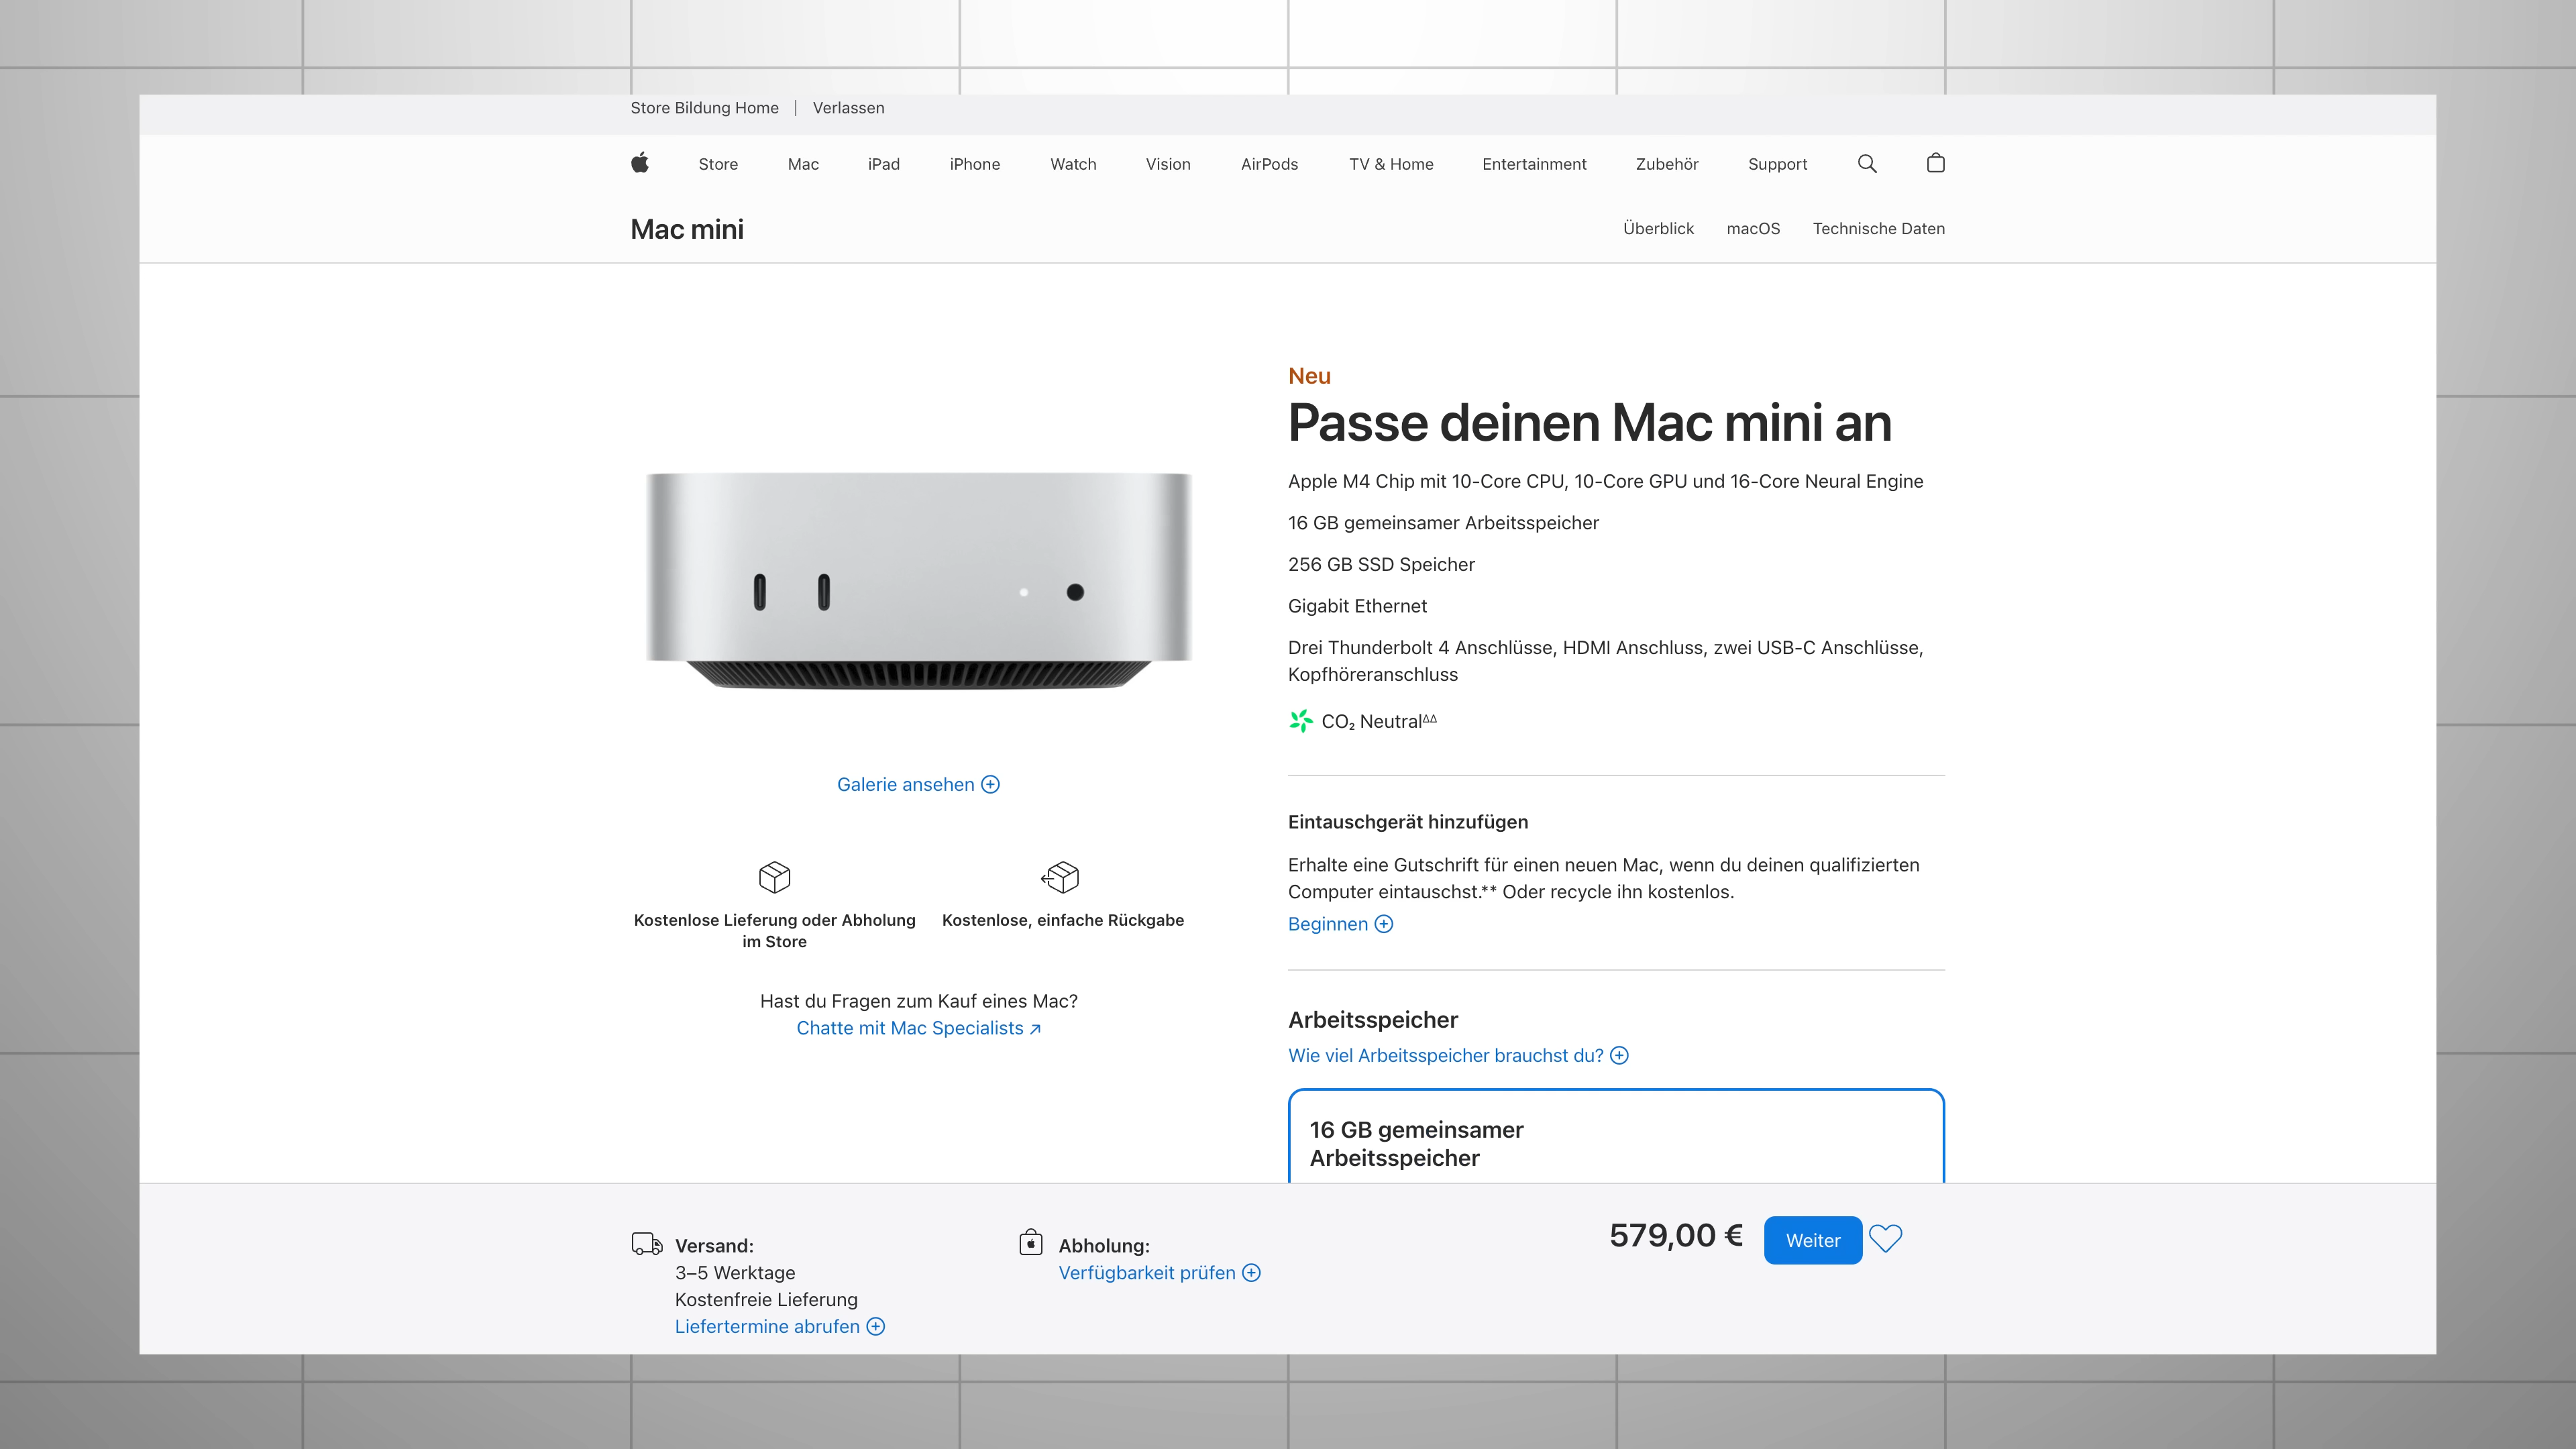 Store Bildung Home | Verlassen
Store Mac iPad iPhone Watch Vision AirPods TV & Home Entertainment Zubehör Support
Mac mini
Überblick macOS Technische Daten
Galerie ansehen
Kostenlose Lieferung oder Abholung
im Store
Kostenlose, einfache Rückgabe
Hast du Fragen zum Kauf eines Mac?
Chatte mit Mac Specialists ↗
Neu
Passe deinen Mac mini an
Apple M4 Chip mit 10-Core CPU, 10-Core GPU und 16-Core Neural Engine
16 GB gemeinsamer Arbeitsspeicher
256 GB SSD Speicher
Gigabit Ethernet
Drei Thunderbolt 4 Anschlüsse, HDMI Anschluss, zwei USB-C Anschlüsse,
Kopfhöreranschluss
CO₂ Neutral∆∆
Eintauschgerät hinzufügen
Erhalte eine Gutschrift für einen neuen Mac, wenn du deinen qualifizierten
Computer eintauschst.** Oder recycle ihn kostenlos.
Beginnen
Arbeitsspeicher
Wie viel Arbeitsspeicher brauchst du?
16 GB gemeinsamer
Arbeitsspeicher
Versand:
3–5 Werktage
Kostenfreie Lieferung
Liefertermine abrufen
Abholung:
Verfügbarkeit prüfen
579,00 €
Weiter